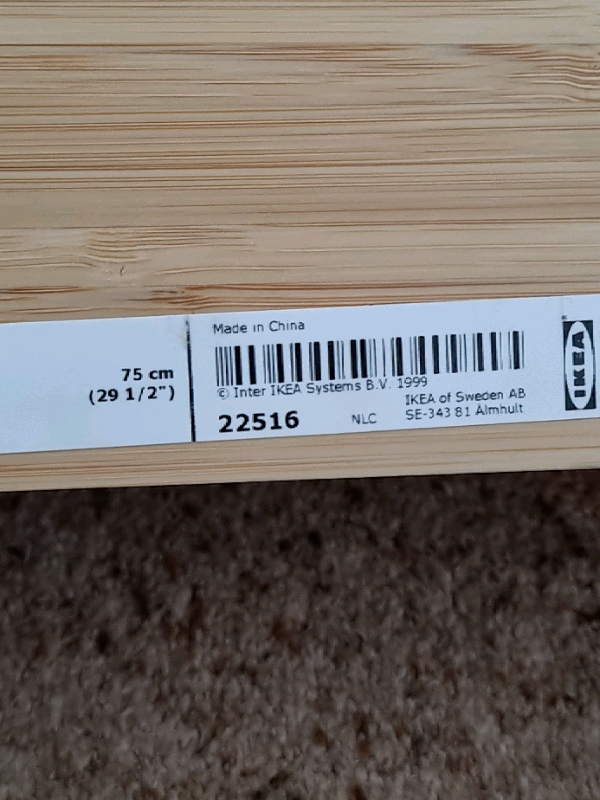 75 cm
(29 1/2")
Made in China
© Inter IKEA Systems B.V. 1999
22516
NLC
IKEA of Sweden AB
SE-343 81 Älmhult
IKEA